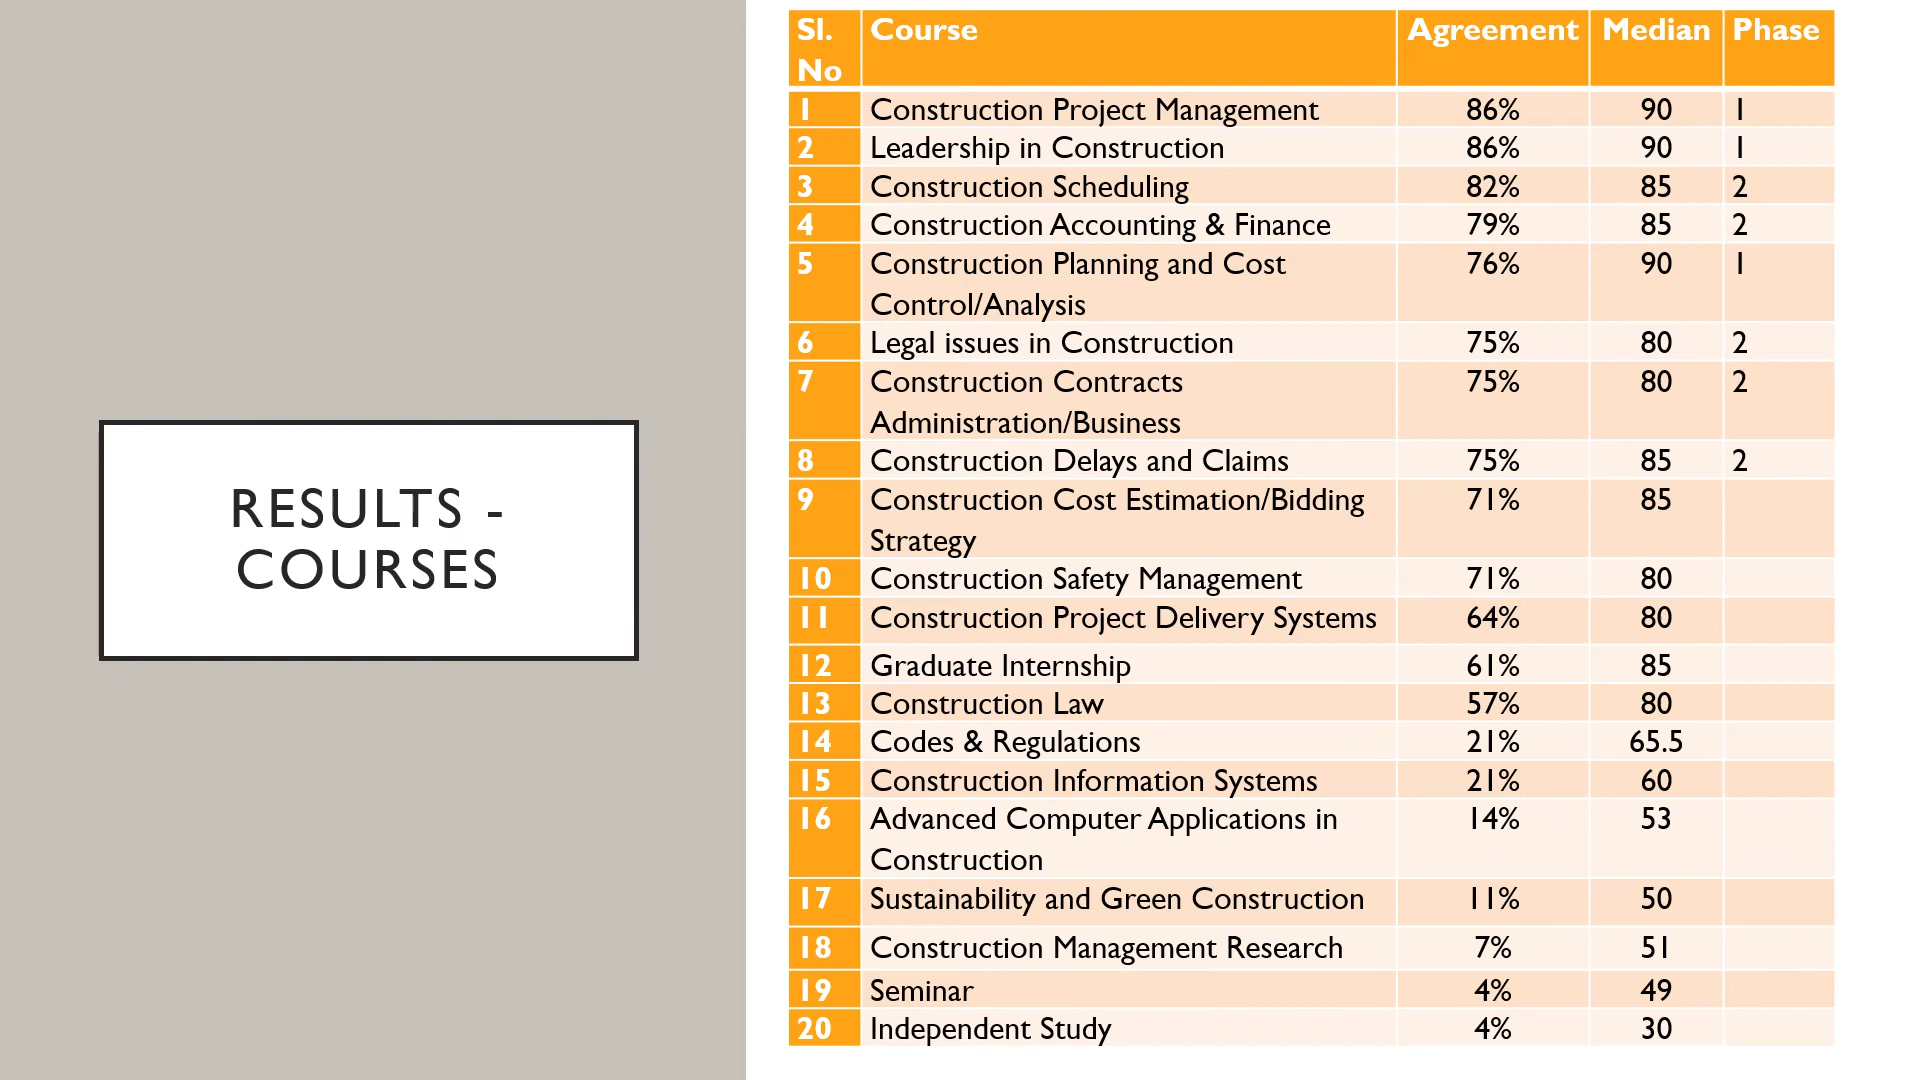 RESULTS -
COURSES
Sl. No Course Agreement Median Phase
1 Construction Project Management 86% 90 1
2 Leadership in Construction 86% 90 1
3 Construction Scheduling 82% 85 2
4 Construction Accounting & Finance 79% 85 2
5 Construction Planning and Cost 76% 90 1
Control/Analysis
6 Legal issues in Construction 75% 80 2
7 Construction Contracts 75% 80 2
Administration/Business
8 Construction Delays and Claims 75% 85 2
9 Construction Cost Estimation/Bidding 71% 85
Strategy
10 Construction Safety Management 71% 80
11 Construction Project Delivery Systems 64% 80
12 Graduate Internship 61% 85
13 Construction Law 57% 80
14 Codes & Regulations 21% 65.5
15 Construction Information Systems 21% 60
16 Advanced Computer Applications in 14% 53
Construction
17 Sustainability and Green Construction 11% 50
18 Construction Management Research 7% 51
19 Seminar 4% 49
20 Independent Study 4% 30